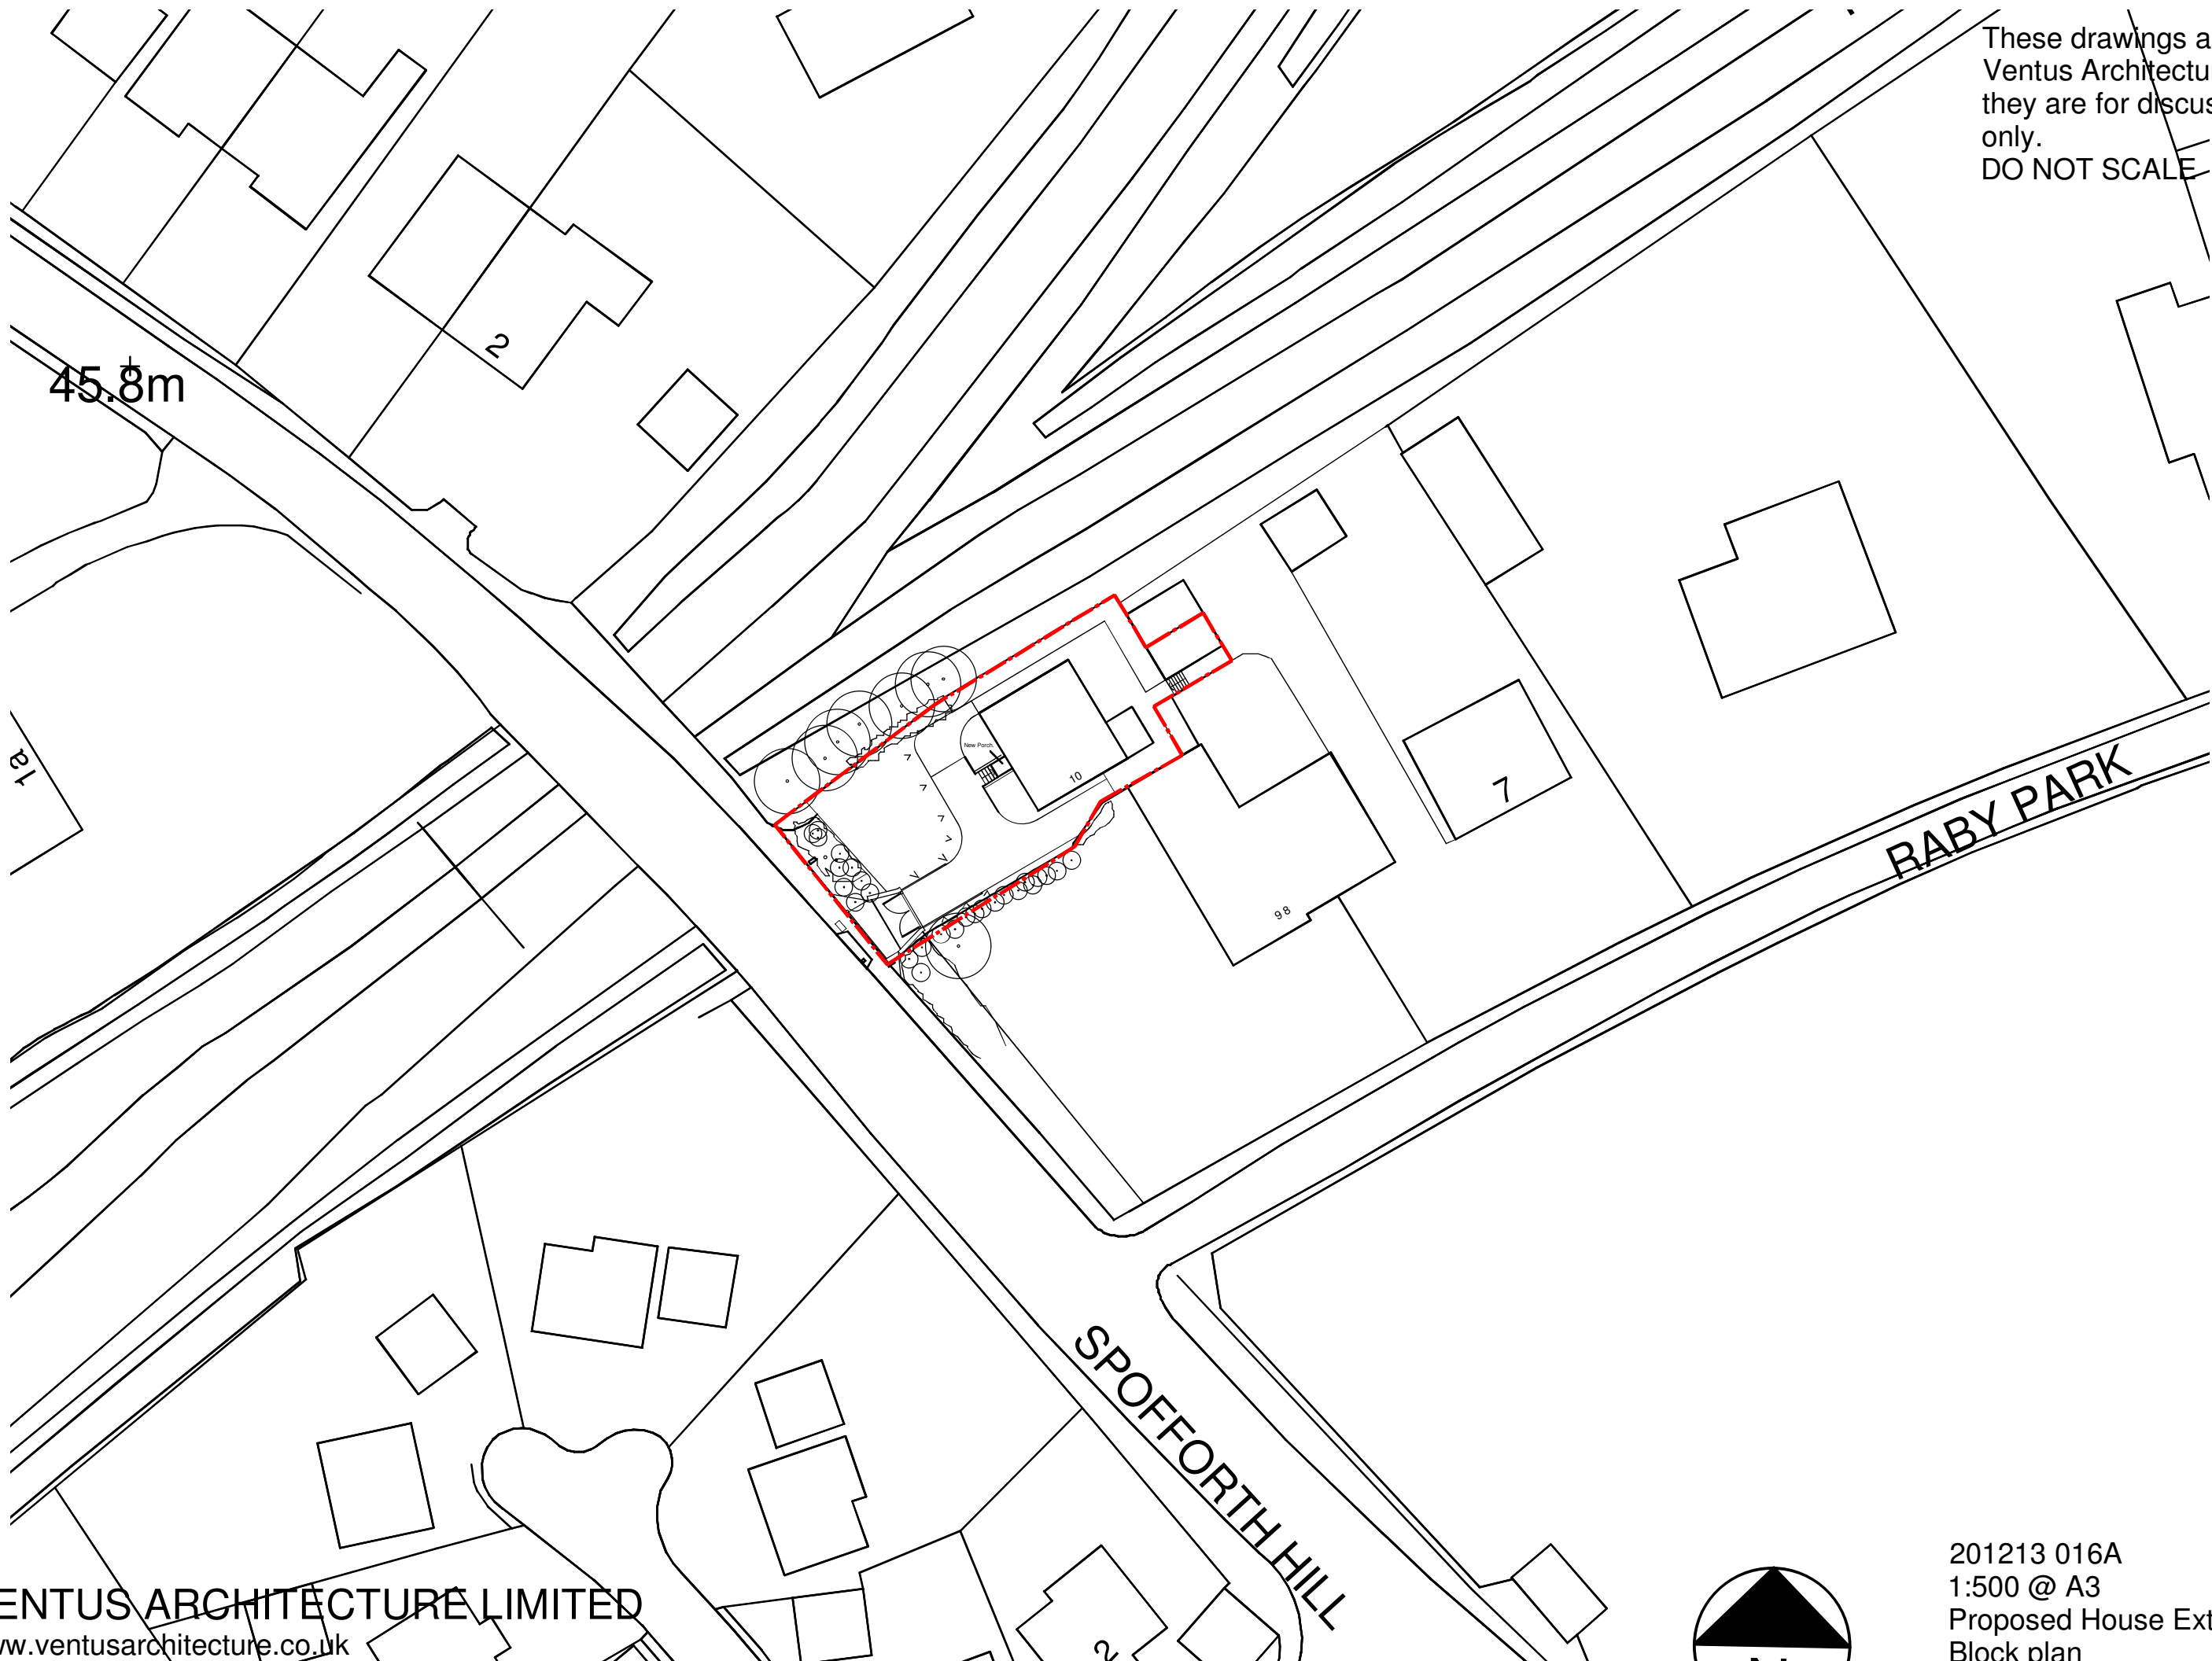 These drawings a
Ventus Architectu
they are for discus
only.
DO NOT SCALE
2
45.8m
1a
New Porch.
10
7
98
RABY PARK
SPOFFORTH HILL
2
ENTUS ARCHITECTURE LIMITED
ww.ventusarchitecture.co.uk
201213 016A
1:500 @ A3
Proposed House Ext
Block plan